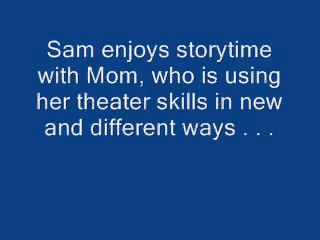 Sam enjoys storytime
with Mom, who is using
her theater skills in new
and different ways . . .